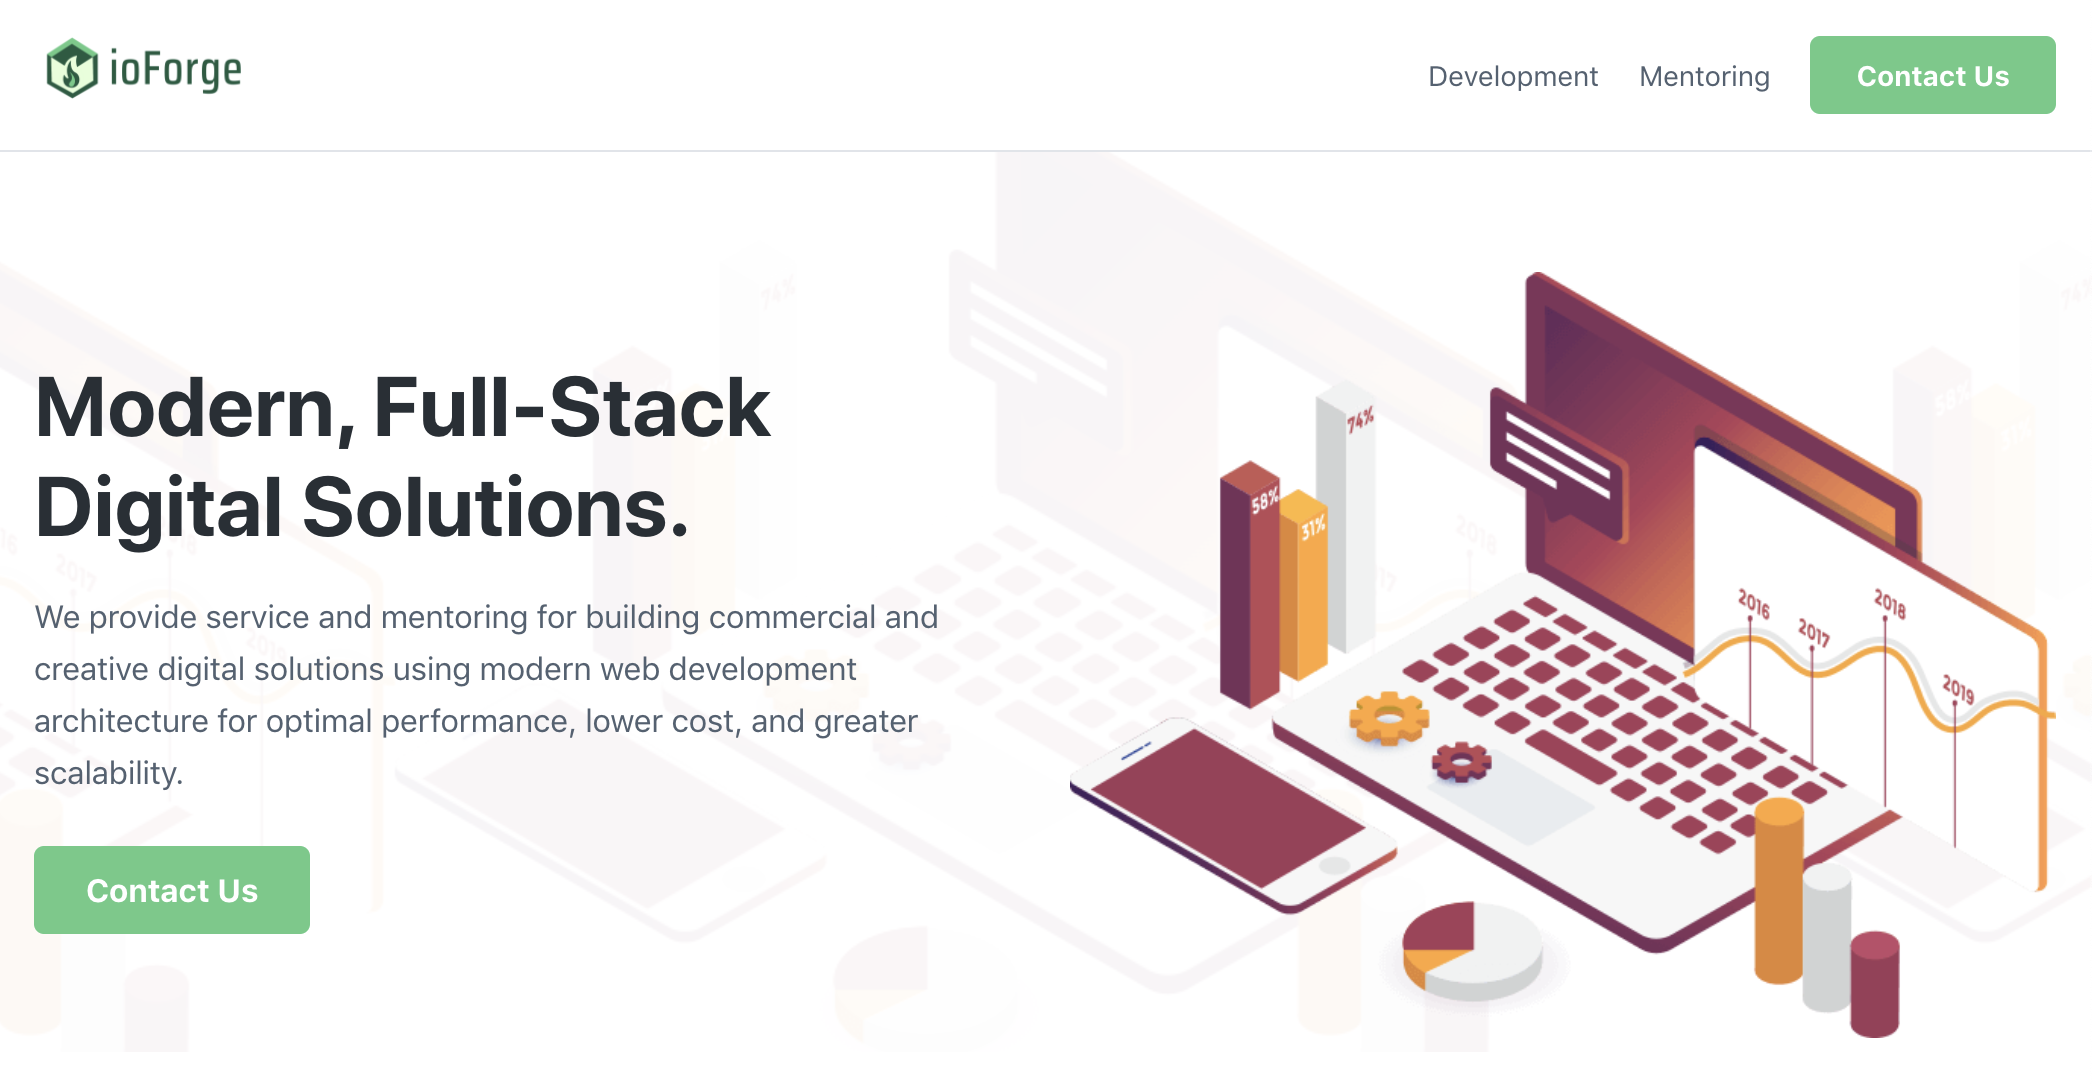 ioForge
Development
Mentoring
Contact Us
Modern, Full-Stack
Digital Solutions.
We provide service and mentoring for building commercial and
creative digital solutions using modern web development
architecture for optimal performance, lower cost, and greater
scalability.
Contact Us
74%
58%
31%
2016
2017
2018
2019